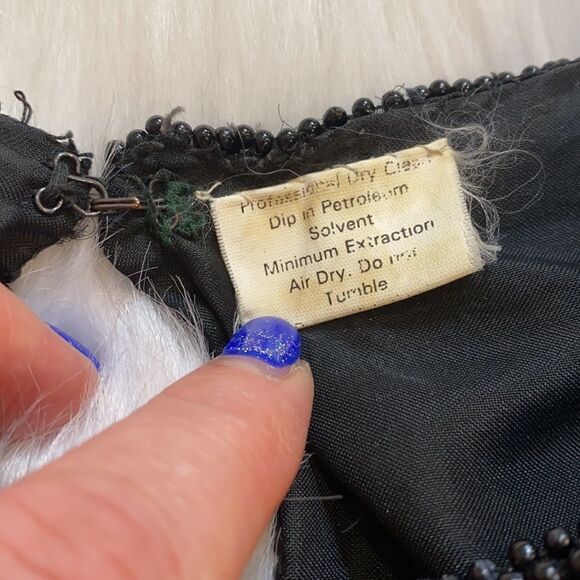 Professional Dry Clean
Dip in Petroleum
Solvent
Minimum Extraction
Air Dry. Do not
Tumble